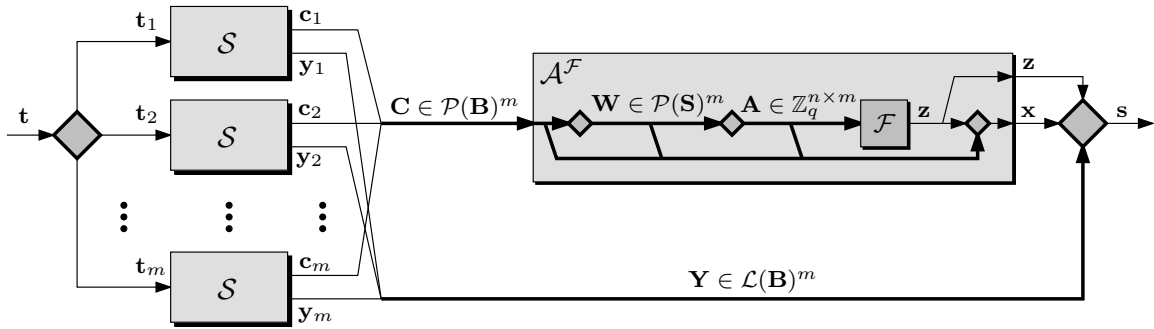 t
t₁ 𝒮 c₁ y₁
t₂ 𝒮 c₂ y₂
tₘ 𝒮 cₘ yₘ
C ∈ 𝒫(B)ᵐ
𝒜^ℱ
W ∈ 𝒫(S)ᵐ
A ∈ ℤ_q^{n×m}
ℱ
z
z
x
s
Y ∈ ℒ(B)ᵐ